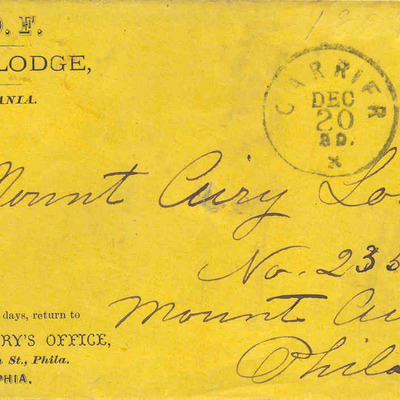 O. F.
LODGE,
ANIA.
CARRIER
DEC
20
3 D.
X
Mount Airy Lo
No. 235
days, return to
Mount Ai
RY'S OFFICE,
St., Phila.
Phila
PHIA.